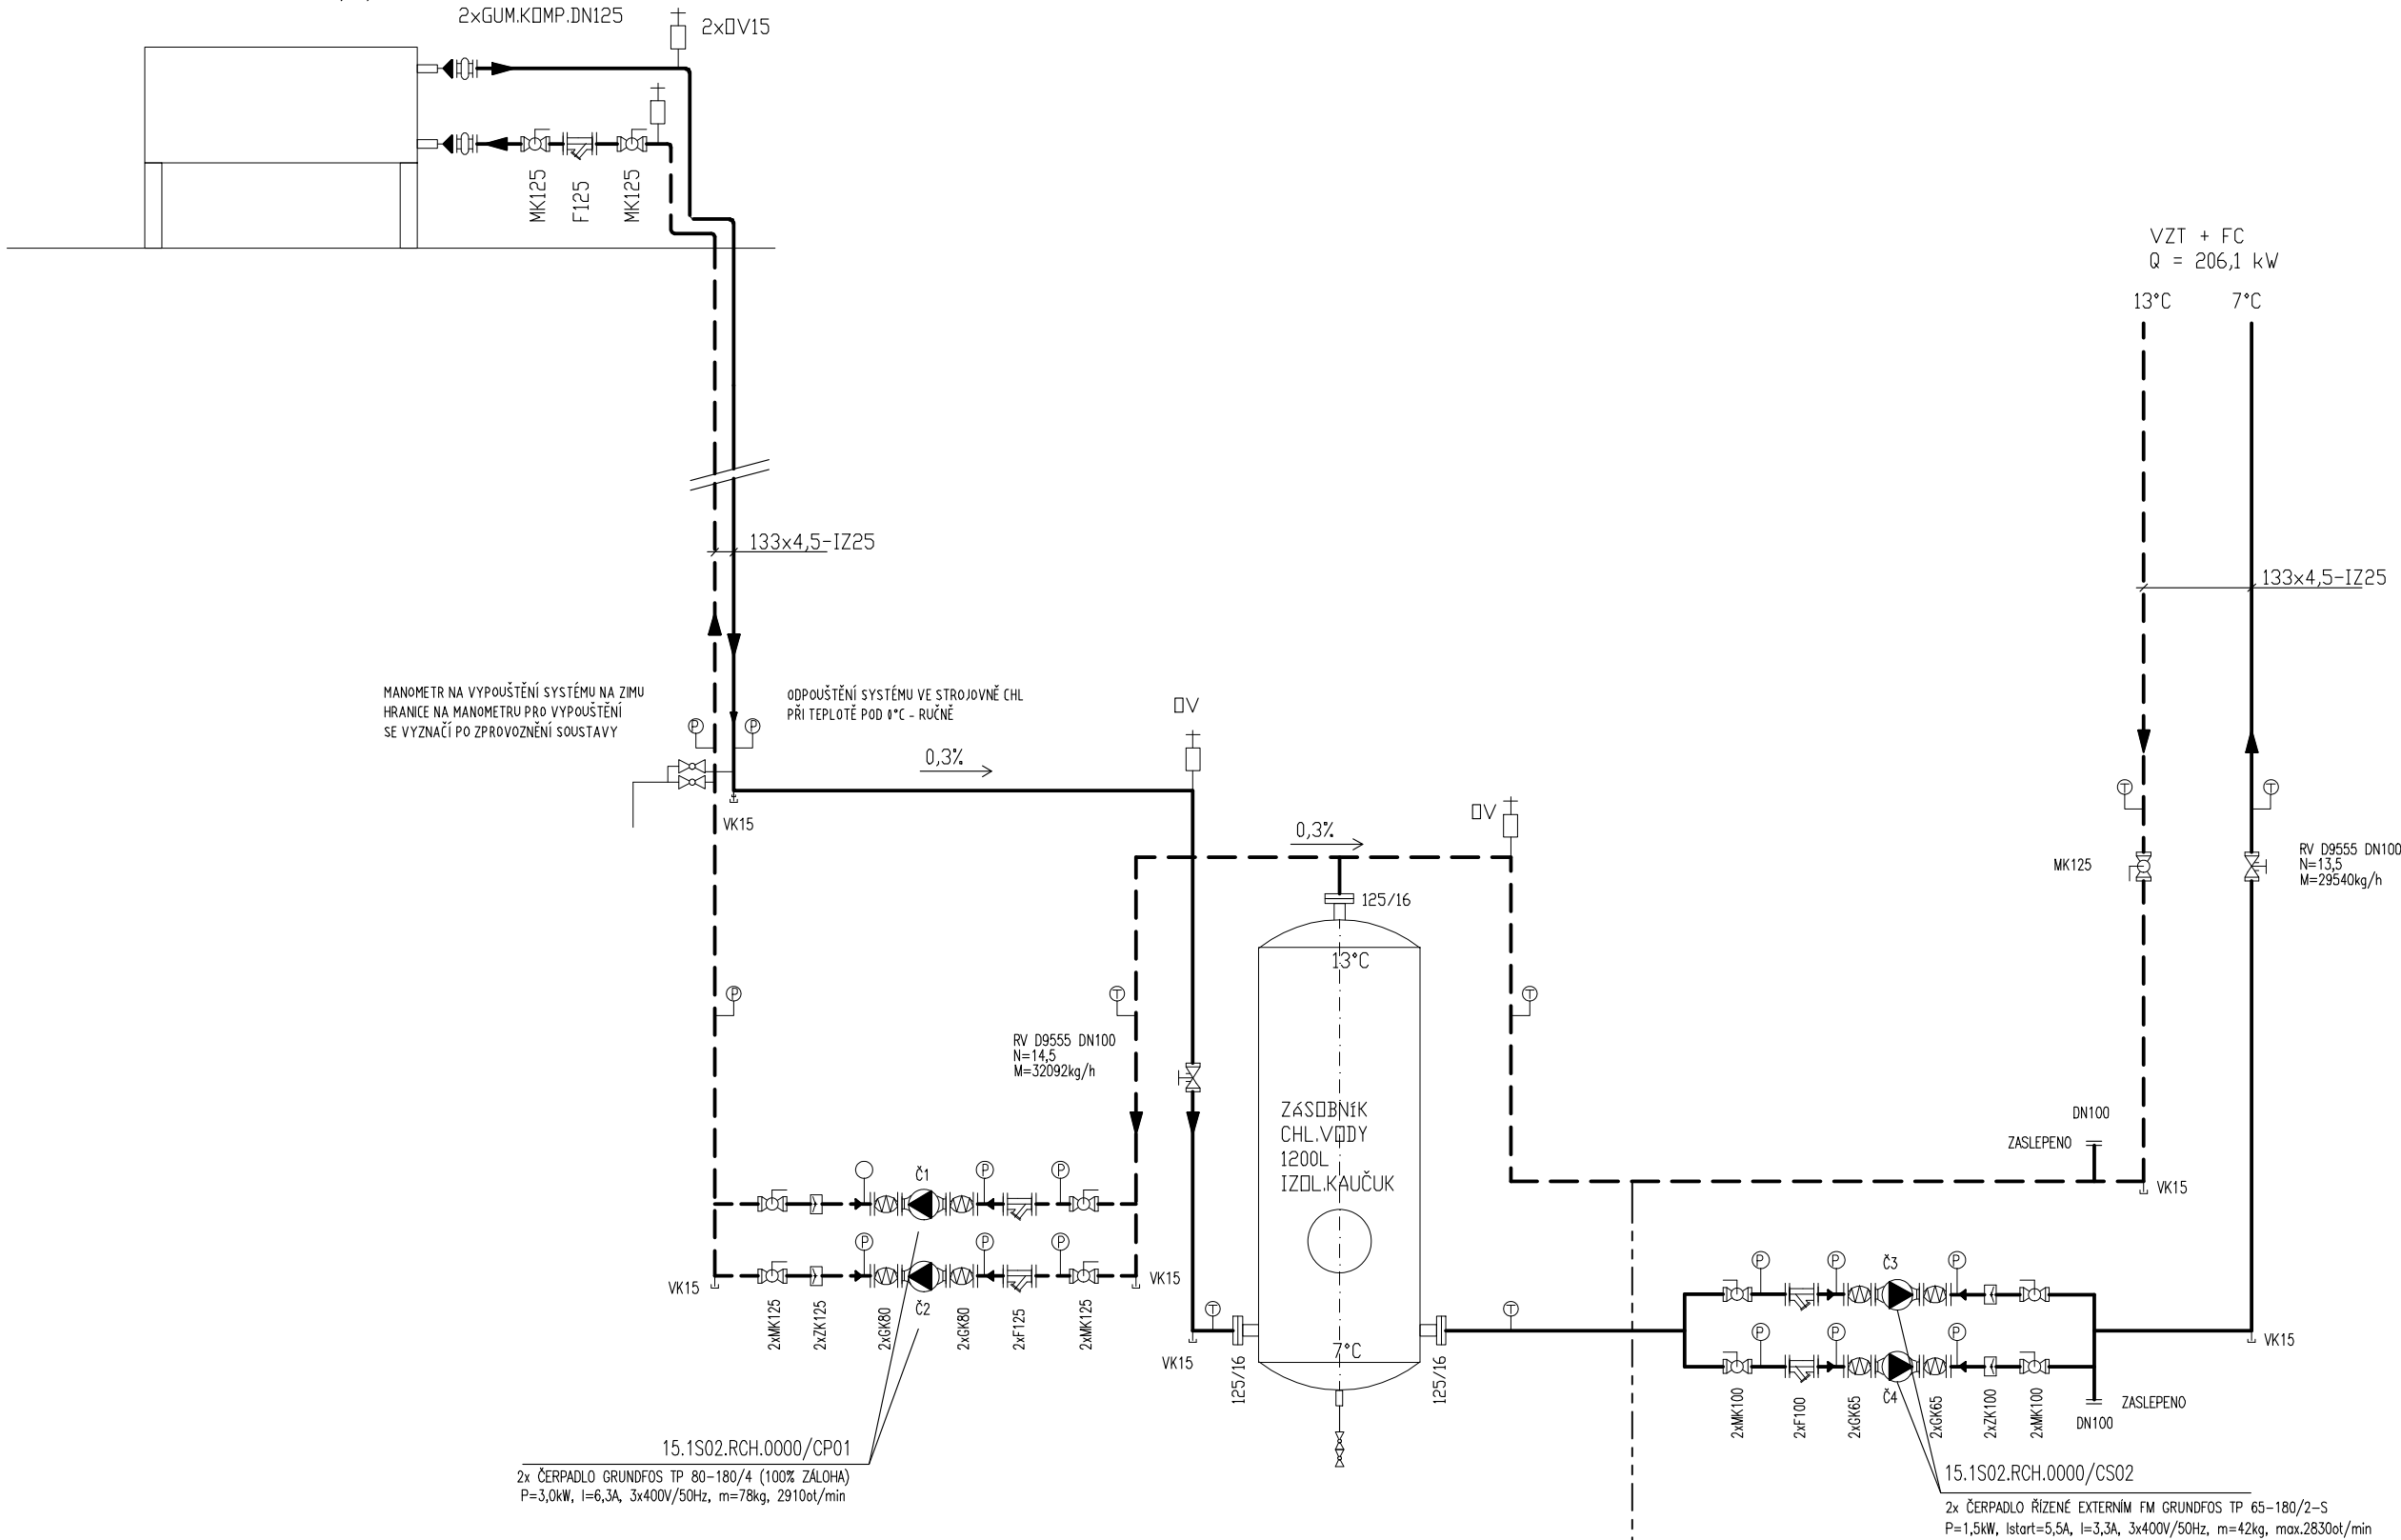 2xGUM.KOMP.DN125
2xOV15
MK125
F125
MK125
VZT + FC
Q = 206,1 kW
13°C
7°C
133x4,5-IZ25
133x4,5-IZ25
MANOMETR NA VYPOUŠTĚNÍ SYSTÉMU NA ZIMU
HRANICE NA MANOMETRU PRO VYPOUŠTĚNÍ
SE VYZNAČÍ PO ZPROVOZNĚNÍ SOUSTAVY
ODPOUŠTĚNÍ SYSTÉMU VE STROJOVNĚ CHL
PŘI TEPLOTĚ POD 0°C - RUČNĚ
P
P
OV
0,3%
VK15
T
T
OV
0,3%
MK125
RV D9555 DN100
N=13,5
M=29540kg/h
125/16
13°C
P
T
T
RV D9555 DN100
N=14,5
M=32092kg/h
ZÁSOBNÍK
CHL.VODY
1200L
IZOL.KAUČUK
DN100
ZASLEPENO
VK15
Č1
P
P
P
P
P
Č2
VK15
VK15
2xMK125
2xZK125
2xGK80
2xGK80
2xF125
2xMK125
T
T
VK15
7°C
125/16
125/16
P
P
Č3
P
P
P
Č4
P
VK15
2xMK100
2xF100
2xGK65
2xGK65
2xZK100
2xMK100
ZASLEPENO
DN100
15.1S02.RCH.0000/CP01
2x ČERPADLO GRUNDFOS TP 80-180/4 (100% ZÁLOHA)
P=3,0kW, I=6,3A, 3x400V/50Hz, m=78kg, 2910ot/min
15.1S02.RCH.0000/CS02
2x ČERPADLO ŘÍZENÉ EXTERNÍM FM GRUNDFOS TP 65-180/2-S
P=1,5kW, Istart=5,5A, I=3,3A, 3x400V/50Hz, m=42kg, max.2830ot/min